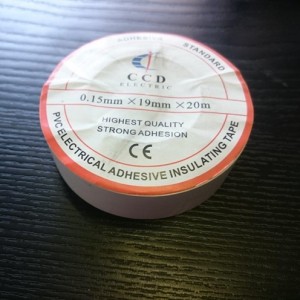 STANDARD
CCD
ELECTRIC
0.15mm × 19mm × 20m
HIGHEST QUALITY
STRONG ADHESION
CE
PVC ELECTRICAL ADHESIVE INSULATING TAPE